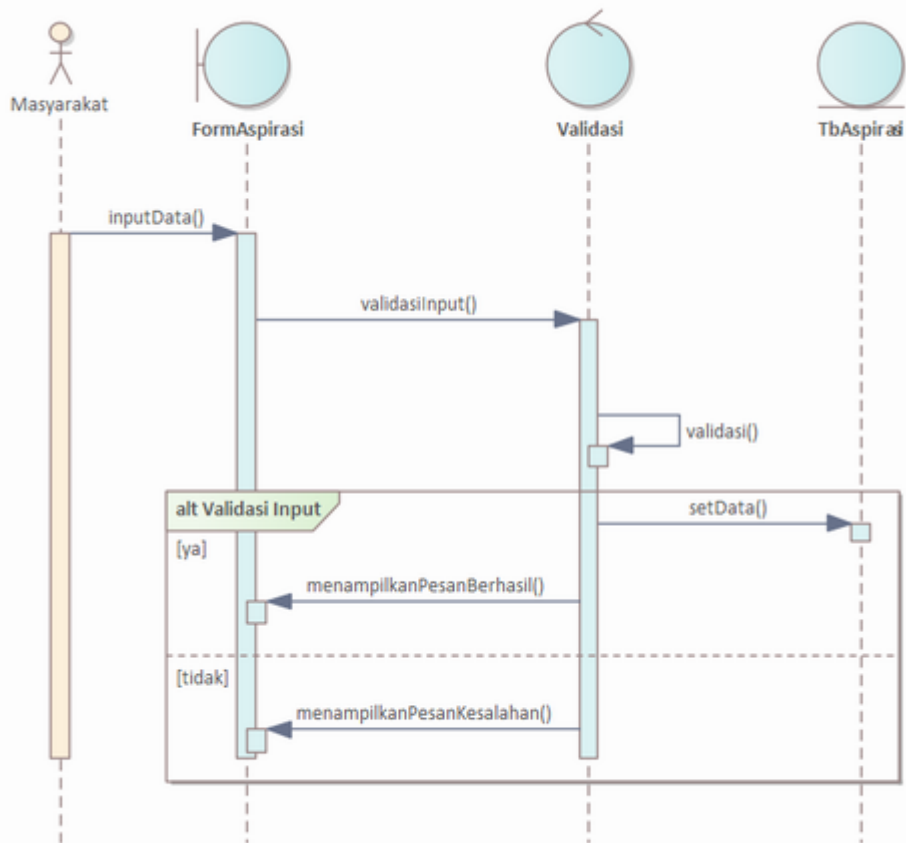 Masyarakat
FormAspirasi
Validasi
TbAspirasi
inputData()
validasiInput()
validasi()
alt Validasi Input
setData()
[ya]
menampilkanPesanBerhasil()
[tidak]
menampilkanPesanKesalahan()